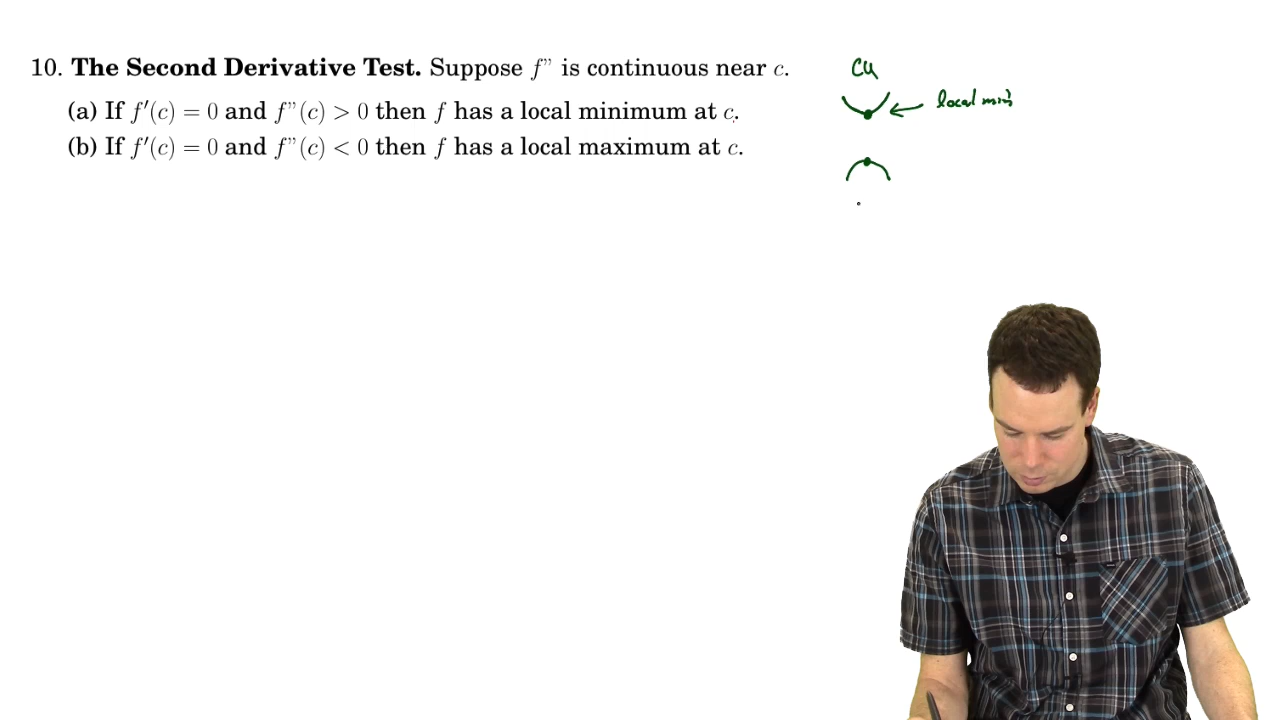 10. The Second Derivative Test. Suppose f” is continuous near c.
(a) If f′(c) = 0 and f”(c) > 0 then f has a local minimum at c.
(b) If f′(c) = 0 and f”(c) < 0 then f has a local maximum at c.
CU
local min